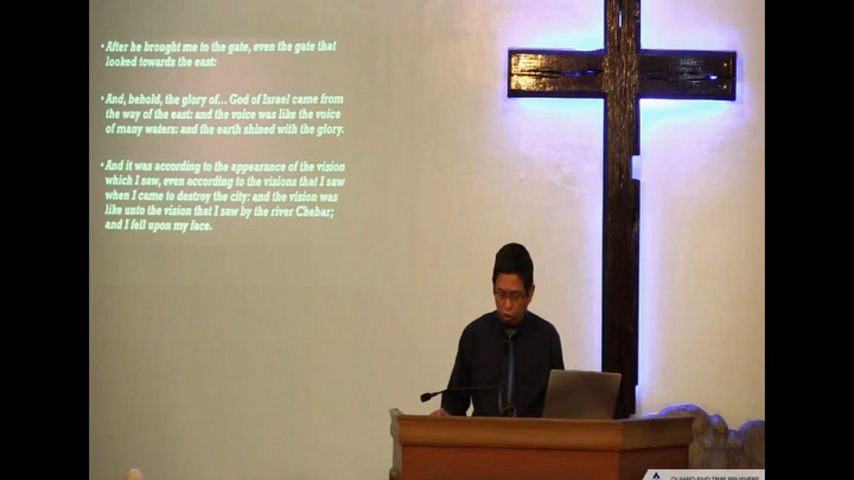 • After he brought me to the gate, even the gate that
looked towards the east:
• And, behold, the glory of... God of Israel came from
the way of the east: and the voice was like the voice
of many waters: and the earth shined with the glory.
• And it was according to the appearance of the vision
which I saw, even according to the visions that I saw
when I came to destroy the city: and the vision was
like unto the vision that I saw by the river Chebar;
and I fell upon my face.
END TIME BELIEVERS